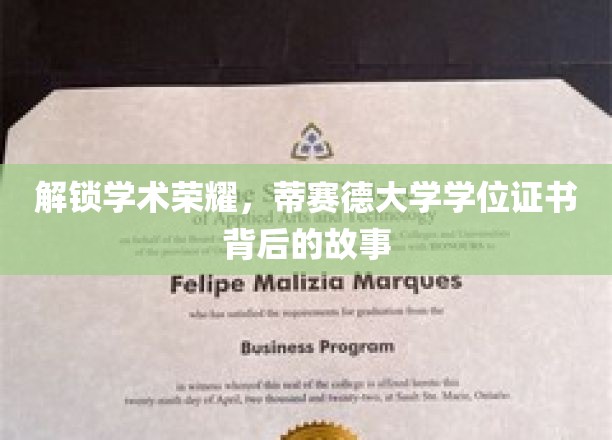 解锁学术荣耀，蒂赛德大学学位证书
背后的故事
of Applied Arts and Technology
Felipe Malizia Marques
who has satisfied the requirements for graduation from the
Business Program
in witness whereof this seal of the college is affixed hereto this
twenty-ninth day of April, two thousand and twenty-two, at Sault Ste. Marie, Ontario.